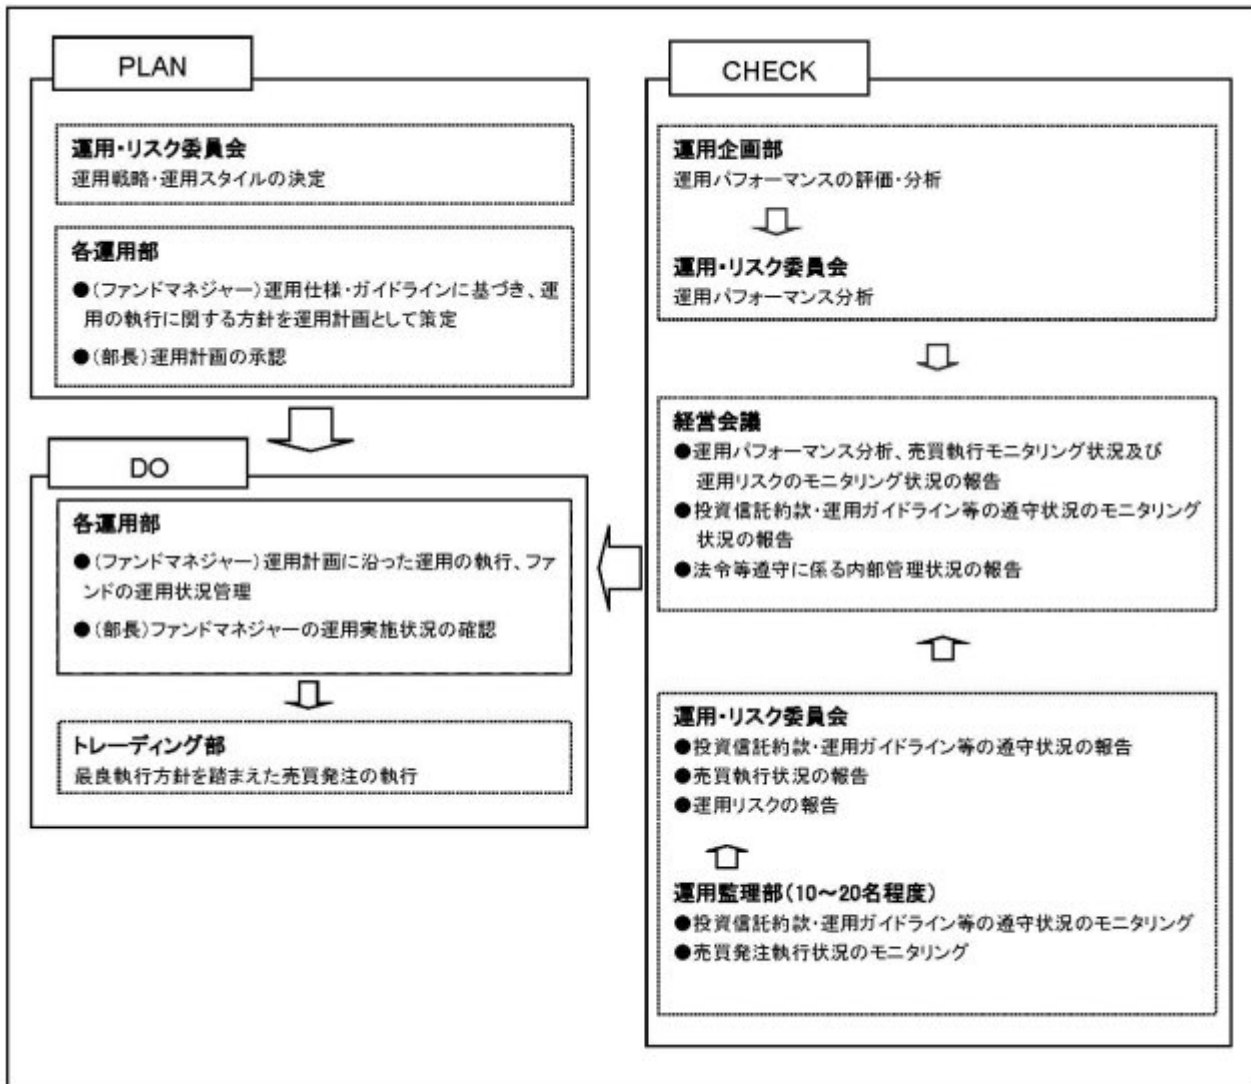 PLAN
運用・リスク委員会
運用戦略・運用スタイルの決定
各運用部
●(ファンドマネジャー)運用仕様・ガイドラインに基づき、運
用の執行に関する方針を運用計画として策定
●(部長)運用計画の承認
DO
各運用部
●(ファンドマネジャー)運用計画に沿った運用の執行、ファ
ンドの運用状況管理
●(部長)ファンドマネジャーの運用実施状況の確認
トレーディング部
最良執行方針を踏まえた売買発注の執行
CHECK
運用企画部
運用パフォーマンスの評価・分析
運用・リスク委員会
運用パフォーマンス分析
経営会議
●運用パフォーマンス分析、売買執行モニタリング状況及び
運用リスクのモニタリング状況の報告
●投資信託約款・運用ガイドライン等の遵守状況のモニタリング
状況の報告
●法令等遵守に係る内部管理状況の報告
運用・リスク委員会
●投資信託約款・運用ガイドライン等の遵守状況の報告
●売買執行状況の報告
●運用リスクの報告
運用監理部(10～20名程度)
●投資信託約款・運用ガイドライン等の遵守状況のモニタリング
●売買発注執行状況のモニタリング